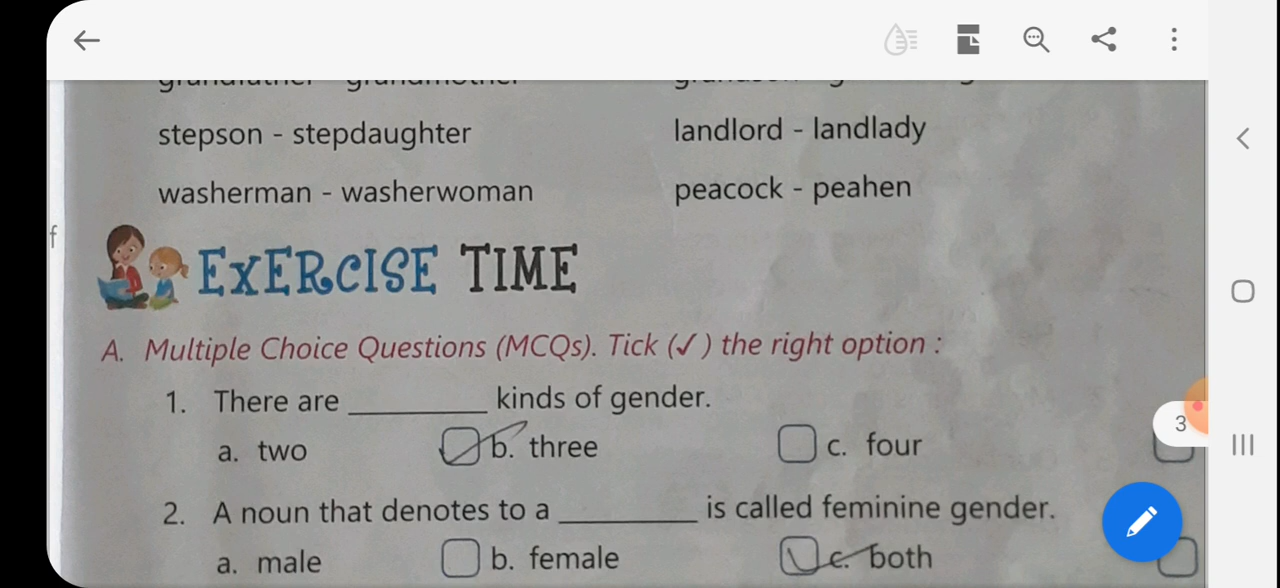 stepson - stepdaughter landlord - landlady
washerman - washerwoman peacock - peahen
f
EXERCISE TIME
A. Multiple Choice Questions (MCQs). Tick (✓) the right option :
1. There are __________ kinds of gender.
a. two b. three c. four
3
2. A noun that denotes to a __________ is called feminine gender.
a. male b. female c. both